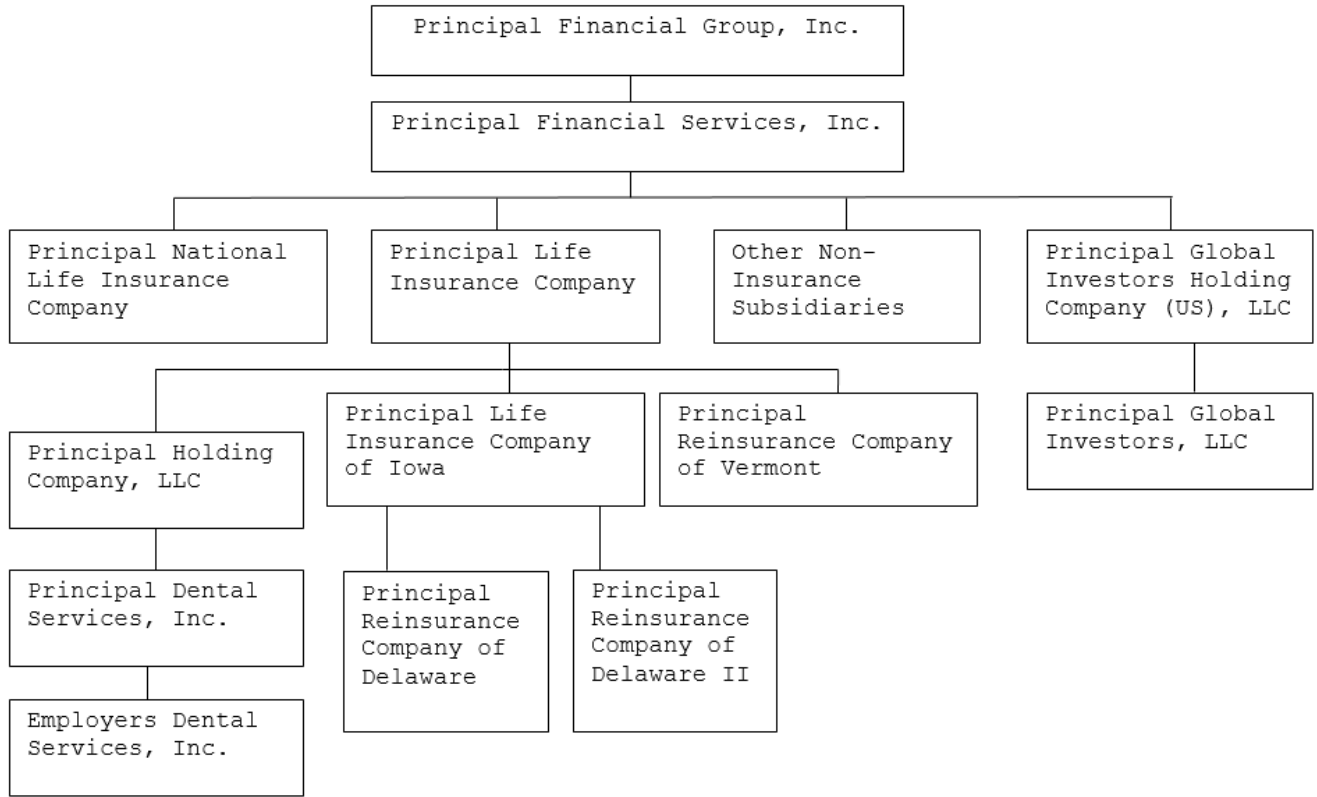 Principal Financial Group, Inc.
Principal Financial Services, Inc.
Principal National
Life Insurance
Company
Principal Life
Insurance Company
Other Non-
Insurance
Subsidiaries
Principal Global
Investors Holding
Company (US), LLC
Principal Holding
Company, LLC
Principal Life
Insurance Company
of Iowa
Principal
Reinsurance Company
of Vermont
Principal Global
Investors, LLC
Principal Dental
Services, Inc.
Principal
Reinsurance
Company of
Delaware
Principal
Reinsurance
Company of
Delaware II
Employers Dental
Services, Inc.